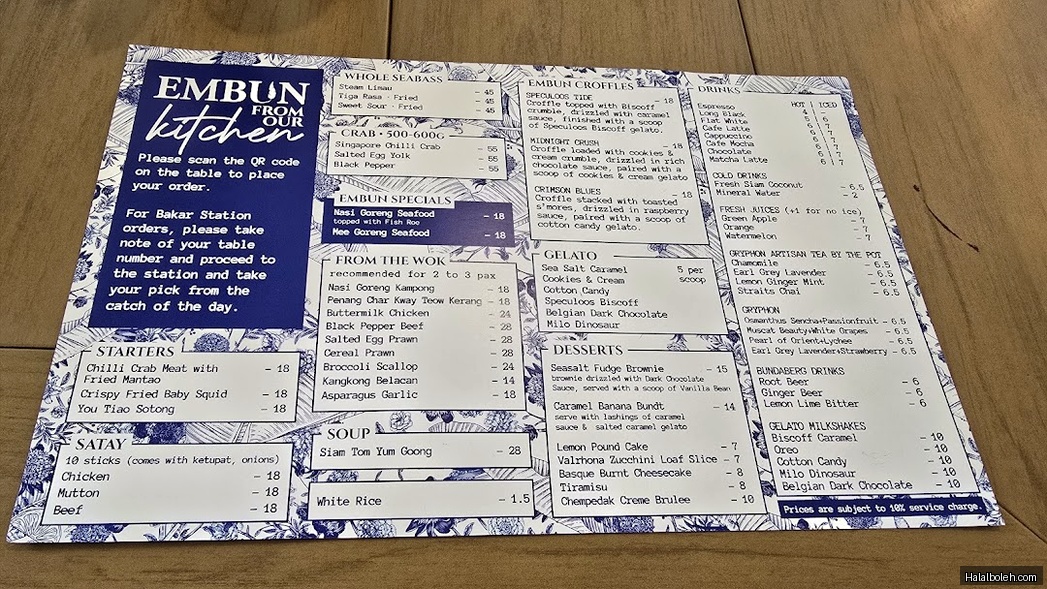 EMBUN
FROM
OUR
kitchen
Please scan the QR code
on the table to place
your order.
For Bakar Station
orders, please take
note of your table
number and proceed to
the station and take
your pick from the
catch of the day.
STARTERS
Chilli Crab Meat with - 18
Fried Mantao
Crispy Fried Baby Squid - 18
You Tiao Sotong - 18
SATAY
10 sticks (comes with ketupat, onions)
Chicken - 18
Mutton - 18
Beef - 18
WHOLE SEABASS
Steam Limau - 45
Tiga Rasa · Fried - 45
Sweet Sour · Fried - 45
CRAB • 500-600G
Singapore Chilli Crab - 55
Salted Egg Yolk - 55
Black Pepper - 55
EMBUN SPECIALS
Nasi Goreng Seafood - 18
topped with Fish Roe
Mee Goreng Seafood - 18
FROM THE WOK
recommended for 2 to 3 pax
Nasi Goreng Kampong - 18
Penang Char Kway Teow Kerang - 18
Buttermilk Chicken - 24
Black Pepper Beef - 28
Salted Egg Prawn - 28
Cereal Prawn - 28
Broccoli Scallop - 24
Kangkong Belacan - 14
Asparagus Garlic - 18
SOUP
Siam Tom Yum Goong - 28
White Rice - 1.5
EMBUN CROFFLES
SPECULOOS TIDE - 18
Croffle topped with Biscoff
crumble, drizzled with caramel
sauce, finished with a scoop
of Speculoos Biscoff gelato.
MIDNIGHT CRUSH - 18
Croffle loaded with cookies &
cream crumble, drizzled in rich
chocolate sauce, paired with a
scoop of cookies & cream gelato
CRIMSON BLUES - 18
Croffle stacked with toasted
s'mores, drizzled in raspberry
sauce, paired with a scoop of
cotton candy gelato.
GELATO
Sea Salt Caramel 5 per
Cookies & Cream scoop
Cotton Candy
Speculoos Biscoff
Belgian Dark Chocolate
Milo Dinosaur
DESSERTS
Seasalt Fudge Brownie - 15
brownie drizzled with Dark Chocolate
Sauce, served with a scoop of Vanilla Bean
Caramel Banana Bundt - 14
serve with lashings of caramel
sauce & salted caramel gelato
Lemon Pound Cake - 7
Valrhona Zucchini Loaf Slice - 7
Basque Burnt Cheesecake - 8
Tiramisu - 8
Chempedak Creme Brulee - 10
DRINKS
HOT | ICED
Espresso
Long Black
Flat White
Cafe Latte
Cappuccino
Cafe Mocha
Chocolate
Matcha Latte
COLD DRINKS
Fresh Siam Coconut - 6.5
Mineral Water - 2
FRESH JUICES (+1 for no ice)
Green Apple - 7
Orange - 7
Watermelon - 7
GRYPHON ARTISAN TEA BY THE POT
Chamomile - 6.5
Earl Grey Lavender - 6.5
Lemon Ginger Mint - 6.5
Straits Chai - 6.5
GRYPHON
Osmanthus Sencha+Passionfruit - 6.5
Muscat Beauty+White Grapes - 6.5
Pearl of Orient+Lychee - 6.5
Earl Grey Lavender+Strawberry - 6.5
BUNDABERG DRINKS
Root Beer - 6
Ginger Beer - 6
Lemon Lime Bitter - 6
GELATO MILKSHAKES
Biscoff Caramel - 10
Oreo - 10
Cotton Candy - 10
Milo Dinosaur - 10
Belgian Dark Chocolate - 10
Prices are subject to 10% service charge.
Halalboleh.com